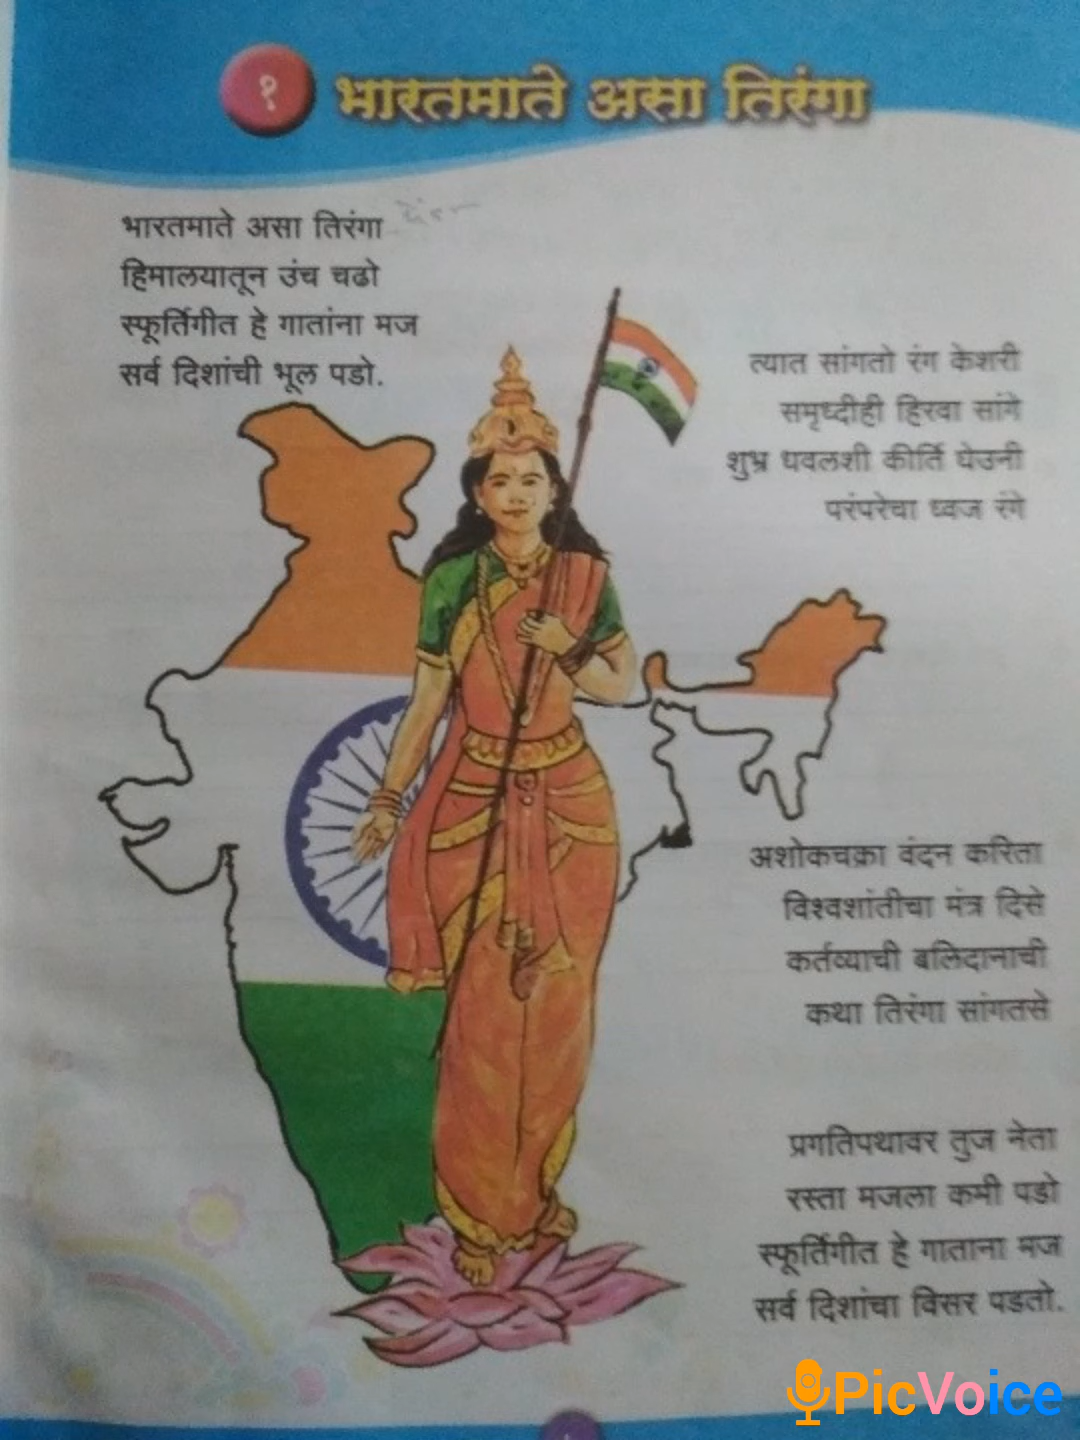 १
भारतमाते असा तिरंगा
भारतमाते असा तिरंगा
हिमालयातून उंच चढो
स्फूर्तिगीत हे गातांना मज
सर्व दिशांची भूल पडो.
त्यात सांगतो रंग केशरी
समृध्दीही हिरवा सांगे
शुभ्र धवलशी कीर्ति घेउनी
परंपरेचा ध्वज रंगे
अशोकचक्रा वंदन करिता
विश्वशांतीचा मंत्र दिसे
कर्तव्याची बलिदानाची
कथा तिरंगा सांगतसे
प्रगतिपथावर तुज नेता
रस्ता मजला कमी पडो
स्फूर्तिगीत हे गाताना मज
सर्व दिशांचा विसर पडतो.
PicVoice